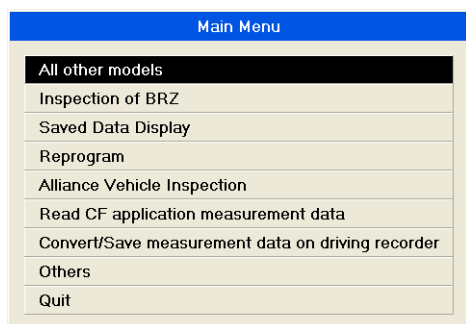 Main Menu
All other models
Inspection of BRZ
Saved Data Display
Reprogram
Alliance Vehicle Inspection
Read CF application measurement data
Convert/Save measurement data on driving recorder
Others
Quit